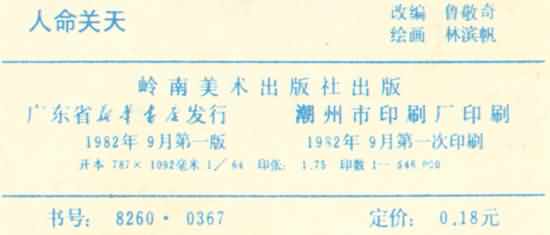 人命关天
改编 鲁敬奇
绘画 林滨帆
岭南美术出版社出版
广东省新华书店发行 潮州市印刷厂印刷
1982年9月第一版 1982年9月第一次印刷
开本 787×1092毫米 1/64 印张: 1.75 印数 1—
书号: 8260·0367 定价: 0.18元